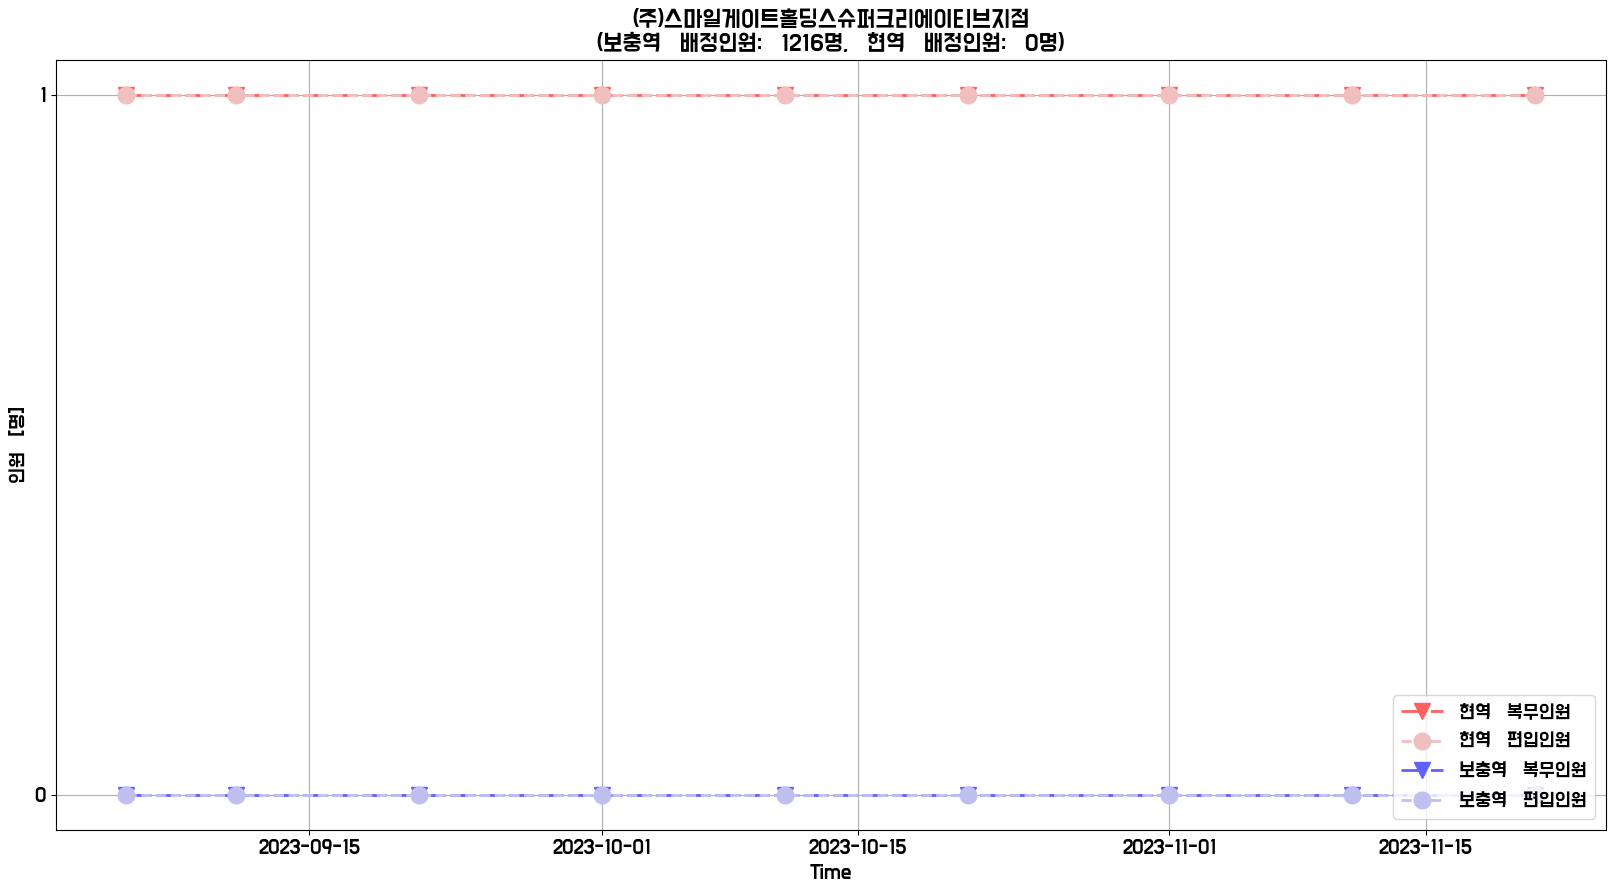 (주)스마일게이트홀딩스슈퍼크리에이티브지점
(보충역 배정인원: 1216명, 현역 배정인원: 0명)
1
인원 [명]
0
현역 복무인원
현역 편입인원
보충역 복무인원
보충역 편입인원
2023-09-15 2023-10-01 2023-10-15 2023-11-01 2023-11-15
Time